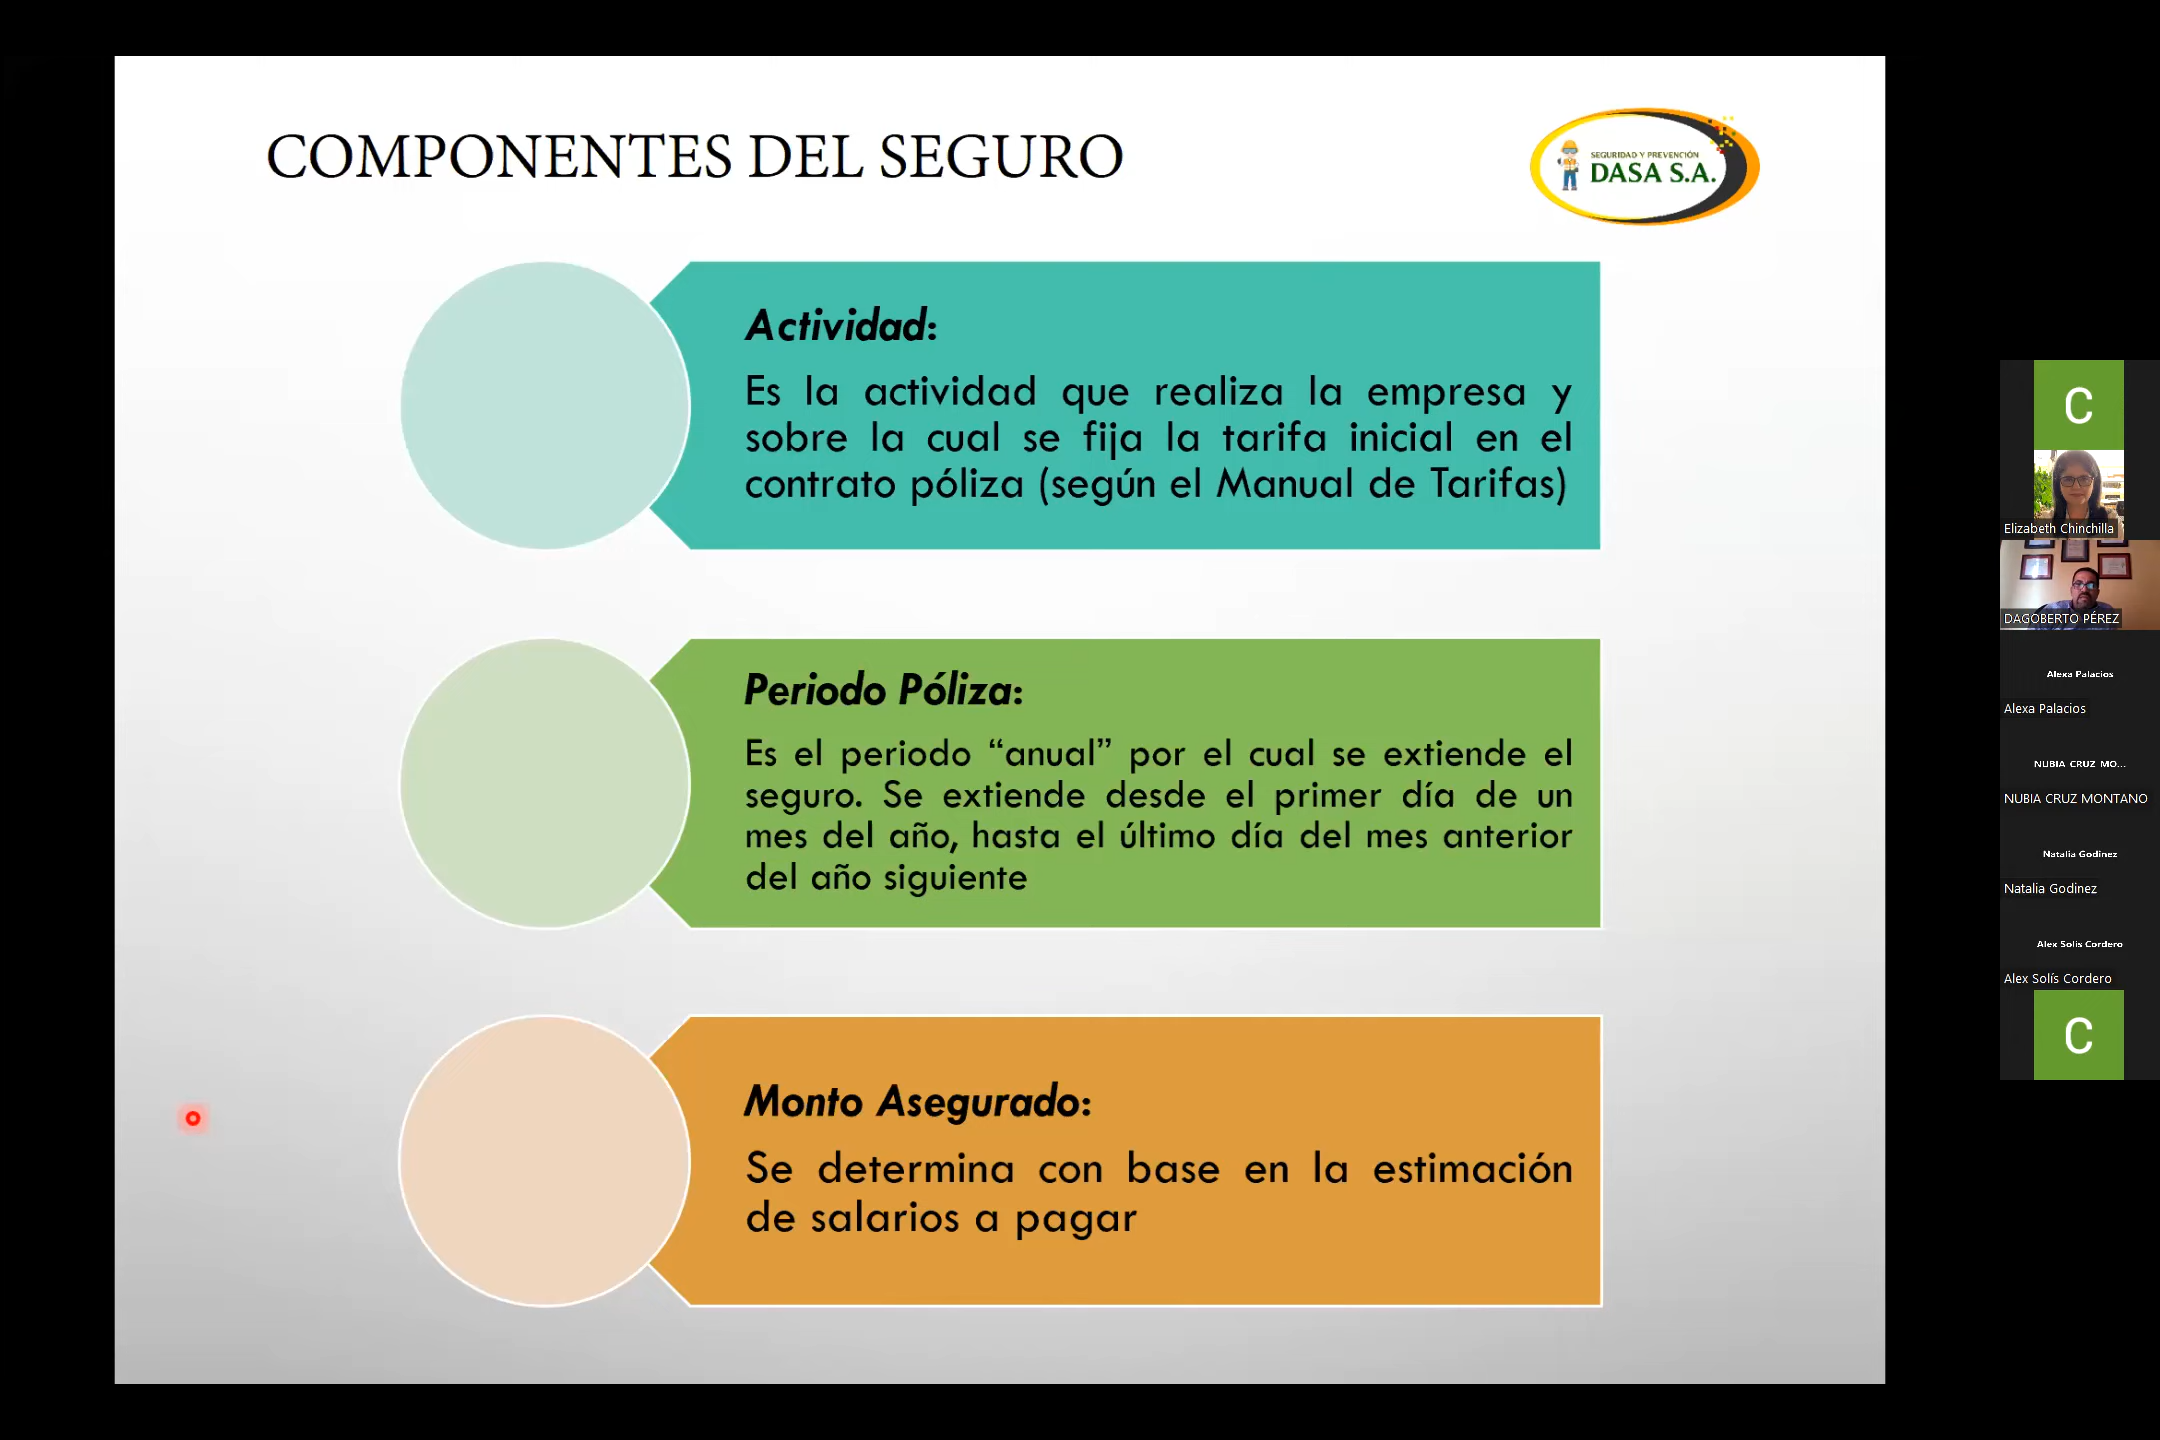 COMPONENTES DEL SEGURO
SEGURIDAD Y PREVENCIÓN
DASA S.A.
Actividad:
Es la actividad que realiza la empresa y
sobre la cual se fija la tarifa inicial en el
contrato póliza (según el Manual de Tarifas)
Periodo Póliza:
Es el periodo “anual” por el cual se extiende el
seguro. Se extiende desde el primer día de un
mes del año, hasta el último día del mes anterior
del año siguiente
Monto Asegurado:
Se determina con base en la estimación
de salarios a pagar
C
Elizabeth Chinchilla
DAGOBERTO PÉREZ
Alexa Palacios
Alexa Palacios
NUBIA CRUZ MO...
NUBIA CRUZ MONTANO
Natalia Godinez
Natalia Godinez
Alex Solís Cordero
Alex Solís Cordero
C